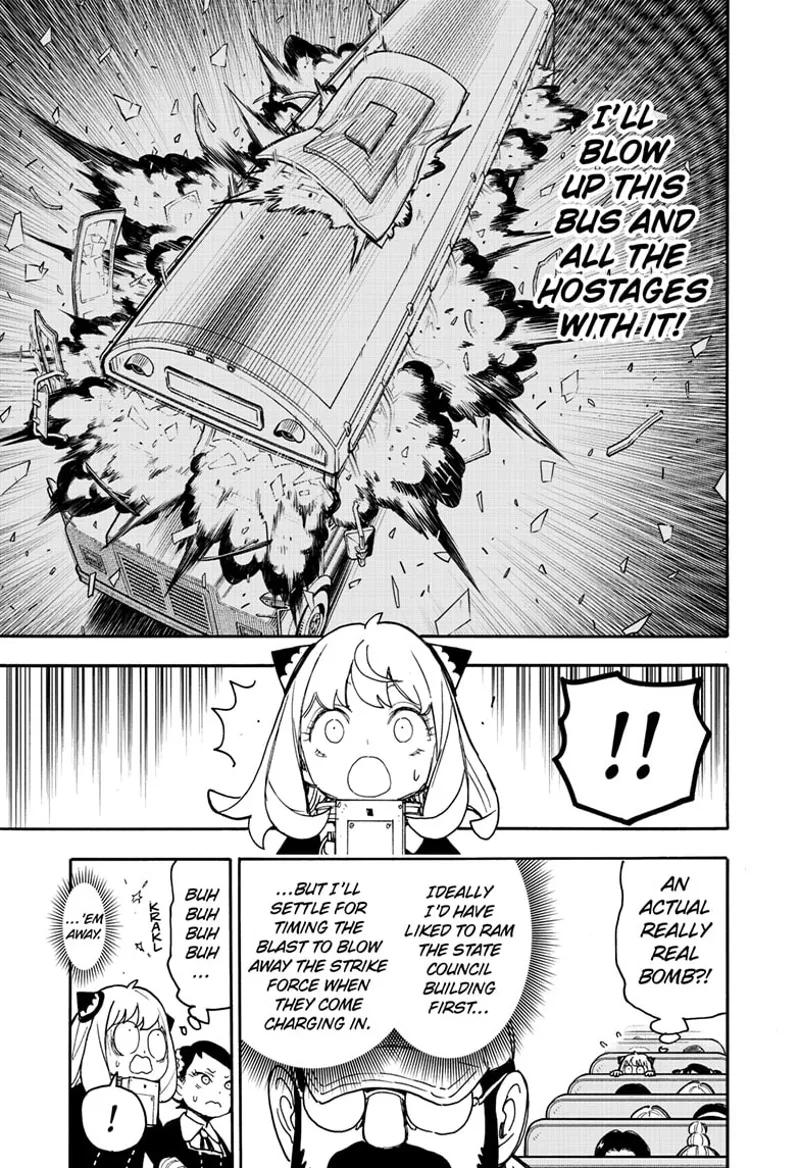 I'LL
BLOW
UP THIS
BUS AND
ALL THE
HOSTAGES
WITH IT!
!!
AN
ACTUAL
REALLY
REAL
BOMB?!
IDEALLY
I'D HAVE
LIKED TO RAM
THE STATE
COUNCIL
BUILDING
FIRST...
...BUT I'LL
SETTLE FOR
TIMING THE
BLAST TO BLOW
AWAY THE STRIKE
FORCE WHEN
THEY COME
CHARGING IN.
BUH
BUH
BUH
BUH
...
KRAKL
...'EM
AWAY.
!